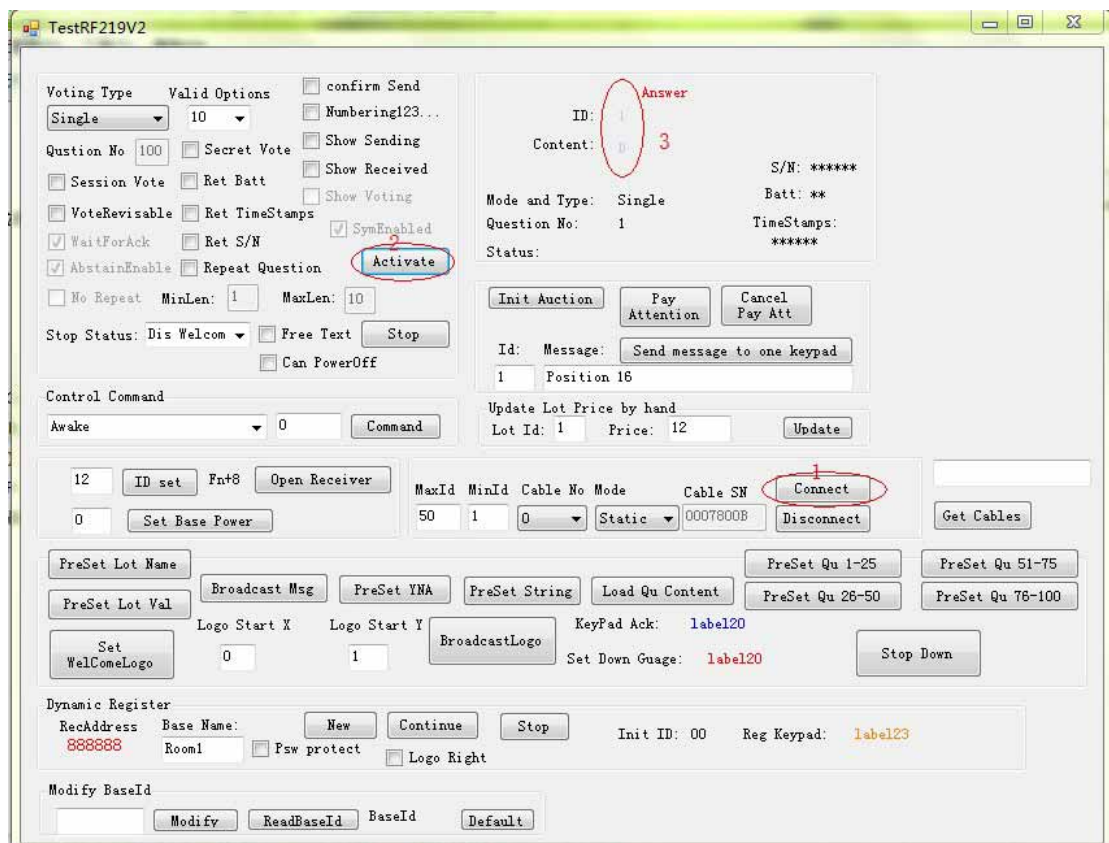 TestRF219V2
Voting Type Valid Options
Single 10
confirm Send
Numbering123...
Show Sending
Show Received
Show Voting
SymEnabled
Qustion No 100 Secret Vote
Session Vote Ret Batt
VoteRevisable Ret TimeStamps
WaitForAck Ret S/N
AbstainEnable Repeat Question
2
Activate
No Repeat MinLen: 1 MaxLen: 10
Stop Status: Dis Welcom Free Text Stop
Can PowerOff
Answer
ID: 1
Content: D
3
S/N: ******
Mode and Type: Single Batt: **
Question No: 1 TimeStamps:
******
Status:
Init Auction Pay Attention Cancel Pay Att
Id: Message: Send message to one keypad
1 Position 16
Control Command
Awake 0 Command
Update Lot Price by hand
Lot Id: 1 Price: 12 Update
12 ID set Fn+8 Open Receiver
0 Set Base Power
1
MaxId MinId Cable No Mode Cable SN Connect
50 1 0 Static 0007800B Disconnect
Get Cables
PreSet Lot Name
PreSet Lot Val
Broadcast Msg PreSet YNA PreSet String Load Qu Content
PreSet Qu 1-25 PreSet Qu 51-75
PreSet Qu 26-50 PreSet Qu 76-100
Set WelComeLogo
Logo Start X Logo Start Y
0 1
BroadcastLogo
KeyPad Ack: label20
Set Down Guage: label20
Stop Down
Dynamic Register
RecAddress Base Name: New Continue Stop
888888 Room1 Psw protect Logo Right
Init ID: 00 Reg Keypad: label23
Modify BaseId
Modify ReadBaseId BaseId Default